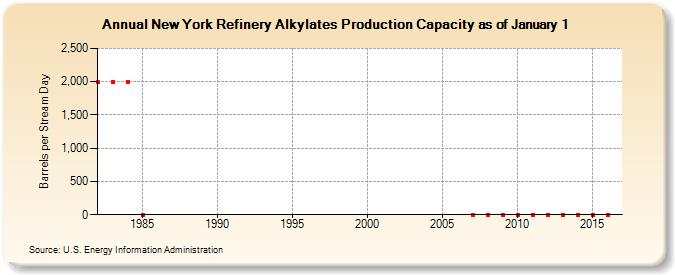 Annual New York Refinery Alkylates Production Capacity as of January 1
Barrels per Stream Day
2,500
2,000
1,500
1,000
500
0
1985 1990 1995 2000 2005 2010 2015
Source: U.S. Energy Information Administration